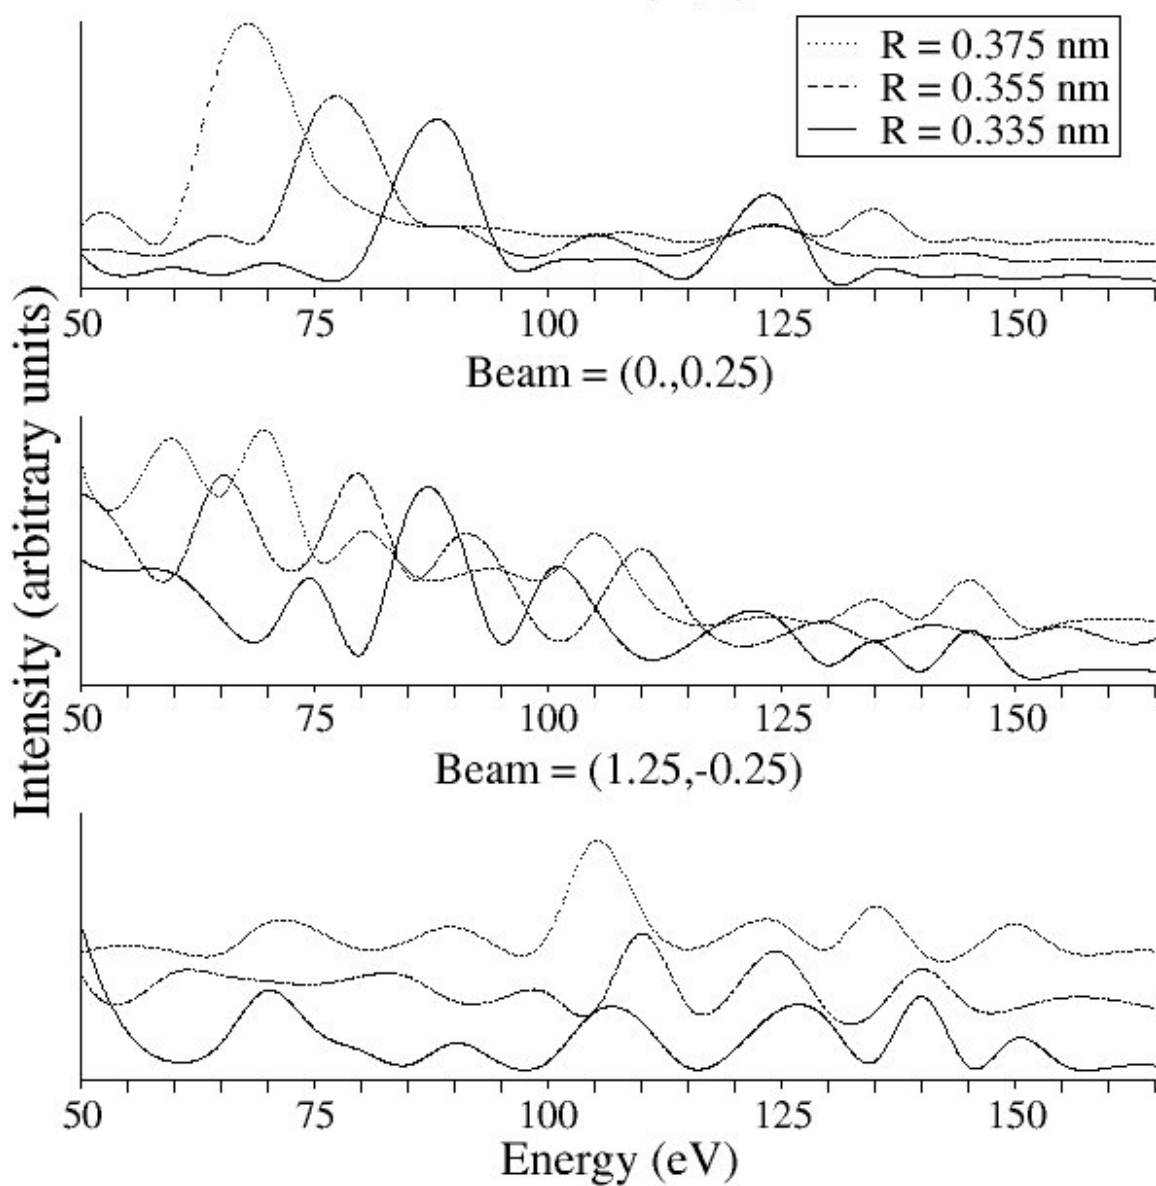 R = 0.375 nm
R = 0.355 nm
R = 0.335 nm
50 75 100 125 150
Beam = (0.,0.25)
Intensity (arbitrary units)
50 75 100 125 150
Beam = (1.25,-0.25)
50 75 100 125 150
Energy (eV)